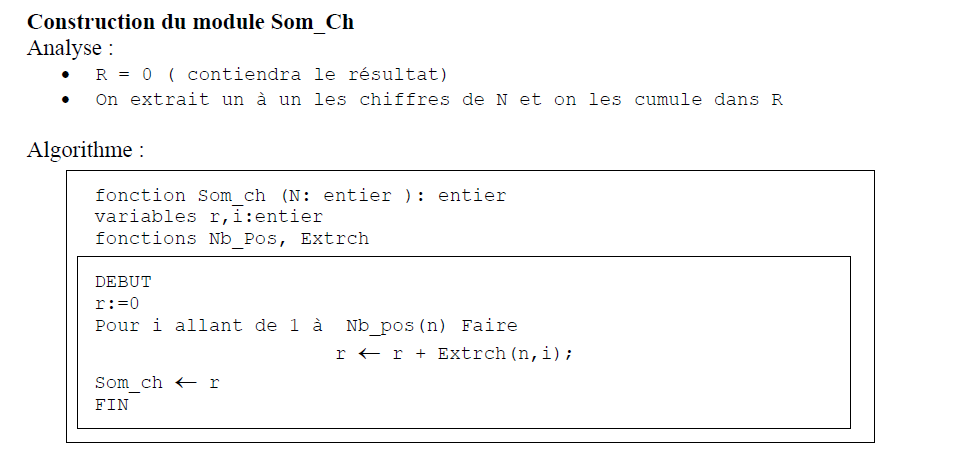 Construction du module Som_Ch
Analyse :
• R = 0 ( contiendra le résultat)
• On extrait un à un les chiffres de N et on les cumule dans R
Algorithme :
fonction Som_ch (N: entier ): entier
variables r,i:entier
fonctions Nb_Pos, Extrch
DEBUT
r:=0
Pour i allant de 1 à Nb_pos(n) Faire
r ← r + Extrch(n,i);
Som_ch ← r
FIN